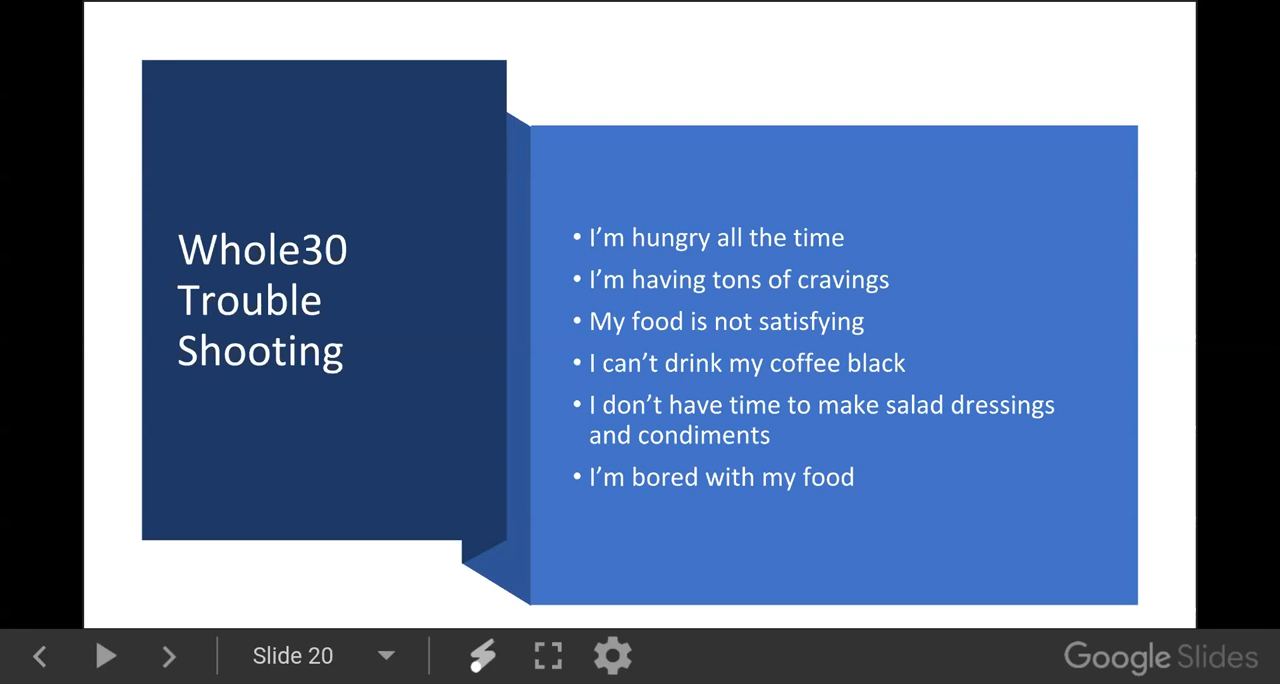 Whole30
Trouble
Shooting
• I’m hungry all the time
• I’m having tons of cravings
• My food is not satisfying
• I can’t drink my coffee black
• I don’t have time to make salad dressings
and condiments
• I’m bored with my food
Slide 20
Google Slides